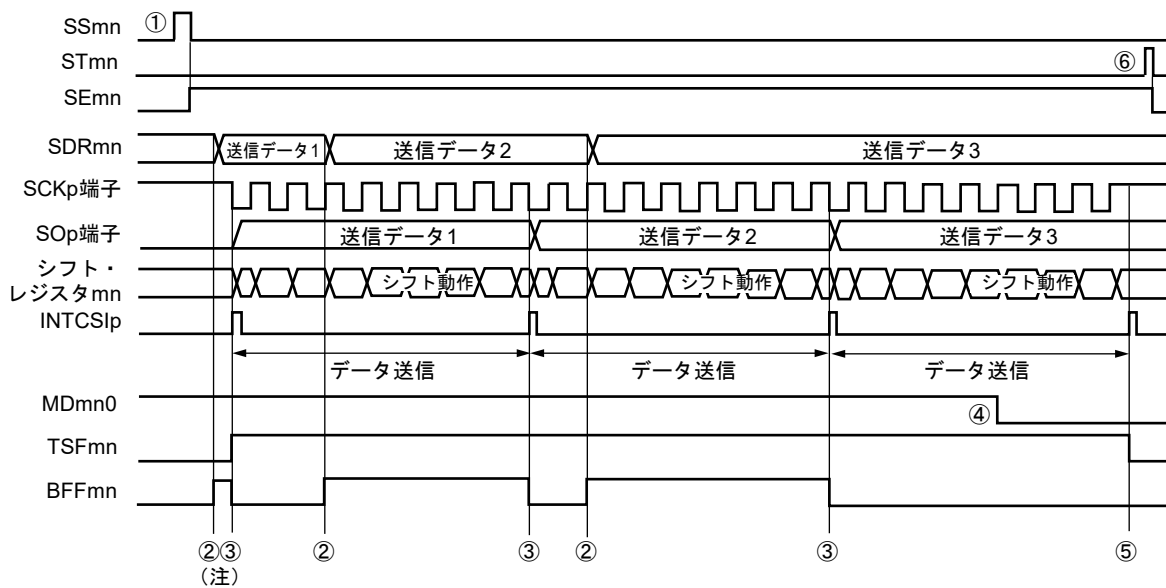 SSmn ①
STmn ⑥
SEmn
SDRmn 送信データ1 送信データ2 送信データ3
SCKp端子
SOp端子 送信データ1 送信データ2 送信データ3
シフト・
レジスタmn シフト動作 シフト動作 シフト動作
INTCSIp
データ送信 データ送信 データ送信
MDmn0 ④
TSFmn
BFFmn
②③ ② ③ ② ③ ⑤
（注）